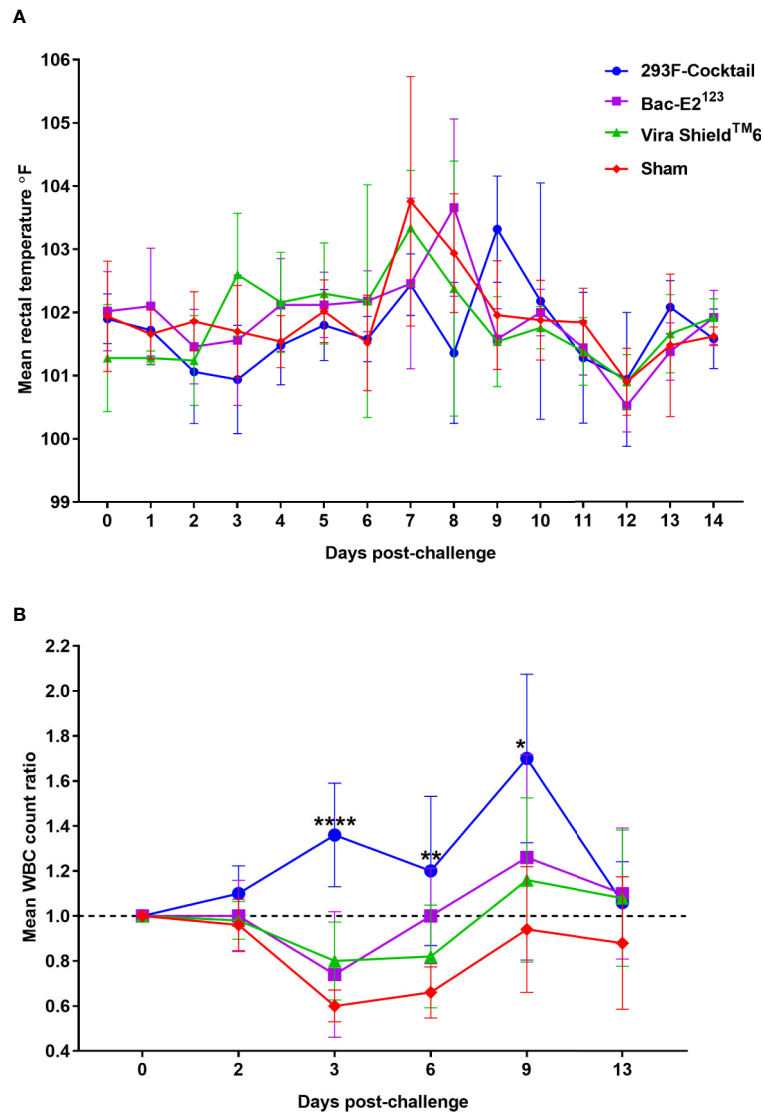 A
106
105
104
103
102
101
100
99
Mean rectal temperature °F
293F-Cocktail
Bac-E2¹²³
Vira Shield™6
Sham
0 1 2 3 4 5 6 7 8 9 10 11 12 13 14
Days post-challenge
B
2.2
2.0
1.8
1.6
1.4
1.2
1.0
0.8
0.6
0.4
Mean WBC count ratio
*
****
**
0 2 3 6 9 13
Days post-challenge